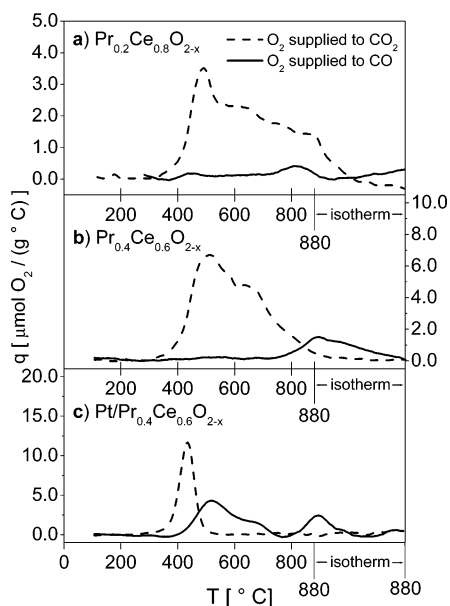 5.0
4.0
3.0
2.0
1.0
0.0
a) Pr0.2Ce0.8O2-x
O2 supplied to CO2
O2 supplied to CO
200 400 600 800 isotherm
880
10.0
8.0
6.0
4.0
2.0
0.0
b) Pr0.4Ce0.6O2-x
q [ μmol O2 / (g ° C)]
200 400 600 800 isotherm
880
20.0
15.0
10.0
5.0
0.0
c) Pt/Pr0.4Ce0.6O2-x
0 200 400 600 800 isotherm
880 880
T [ ° C]